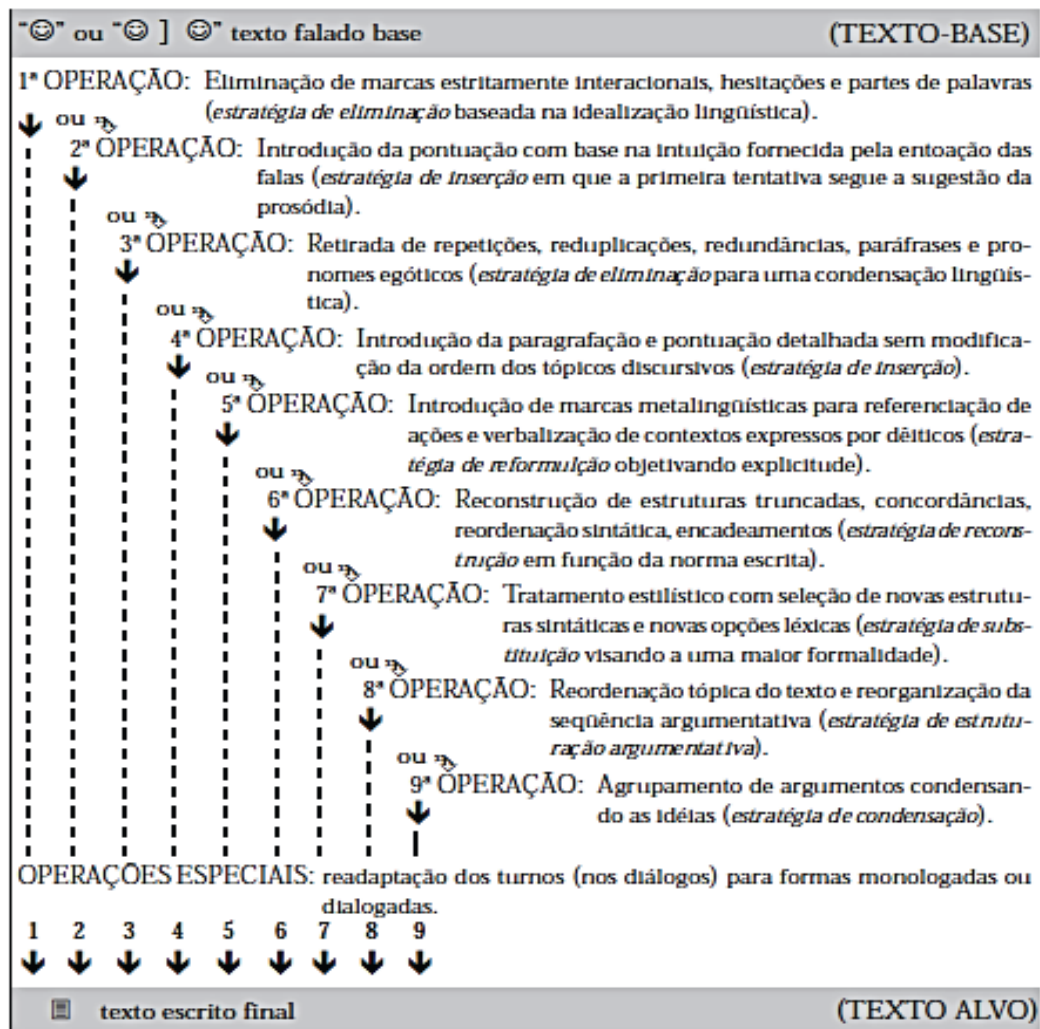 “☺” ou “☺ ] ☺” texto falado base (TEXTO-BASE)
1ª OPERAÇÃO: Eliminação de marcas estritamente interacionais, hesitações e partes de palavras
(estratégia de eliminação baseada na idealização lingüística).
ou
2ª OPERAÇÃO: Introdução da pontuação com base na intuição fornecida pela entoação das
falas (estratégia de inserção em que a primeira tentativa segue a sugestão da
prosódia).
ou
3ª OPERAÇÃO: Retirada de repetições, reduplicações, redundâncias, paráfrases e pro-
nomes egóticos (estratégia de eliminação para uma condensação lingüís-
tica).
ou
4ª OPERAÇÃO: Introdução da paragrafação e pontuação detalhada sem modifica-
ção da ordem dos tópicos discursivos (estratégia de inserção).
ou
5ª OPERAÇÃO: Introdução de marcas metalingüísticas para referenciação de
ações e verbalização de contextos expressos por dêiticos (estra-
tégia de reformulção objetivando explicitude).
ou
6ª OPERAÇÃO: Reconstrução de estruturas truncadas, concordâncias,
reordenação sintática, encadeamentos (estratégia de recons-
trução em função da norma escrita).
ou
7ª OPERAÇÃO: Tratamento estilístico com seleção de novas estrutu-
ras sintáticas e novas opções léxicas (estratégia de subs-
tituição visando a uma maior formalidade).
ou
8ª OPERAÇÃO: Reordenação tópica do texto e reorganização da
seqüência argumentativa (estratégia de estrutu-
ração argumentativa).
ou
9ª OPERAÇÃO: Agrupamento de argumentos condensan-
do as idéias (estratégia de condensação).
OPERAÇÕES ESPECIAIS: readaptação dos turnos (nos diálogos) para formas monologadas ou
dialogadas.
1 2 3 4 5 6 7 8 9
texto escrito final (TEXTO ALVO)